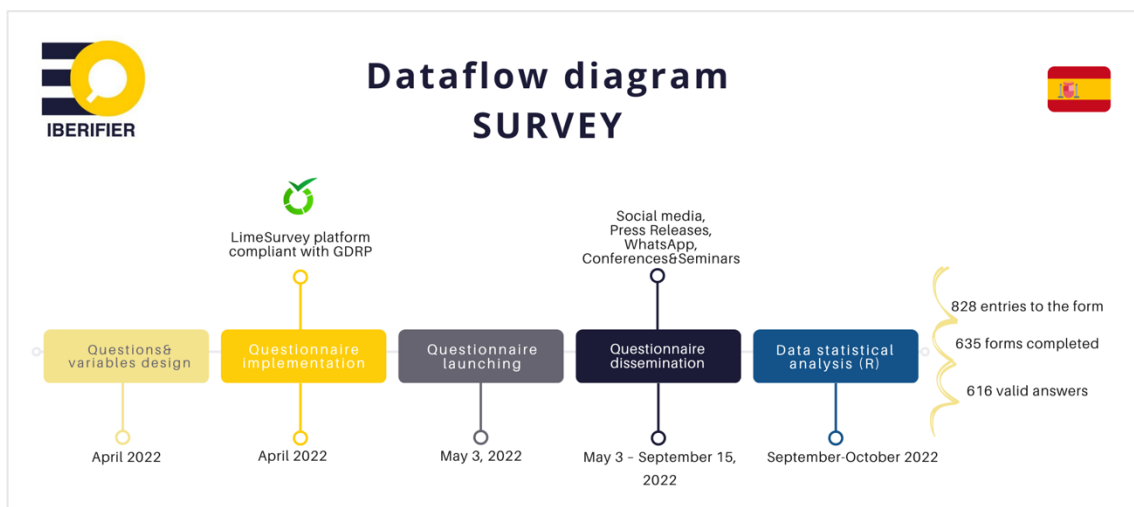 IBERIFIER
Dataflow diagram
SURVEY
LimeSurvey platform
compliant with GDRP
Social media,
Press Releases,
WhatsApp,
Conferences&Seminars
Questions&
variables design
Questionnaire
implementation
Questionnaire
launching
Questionnaire
dissemination
Data statistical
analysis (R)
828 entries to the form
635 forms completed
616 valid answers
April 2022
April 2022
May 3, 2022
May 3 – September 15,
2022
September-October 2022